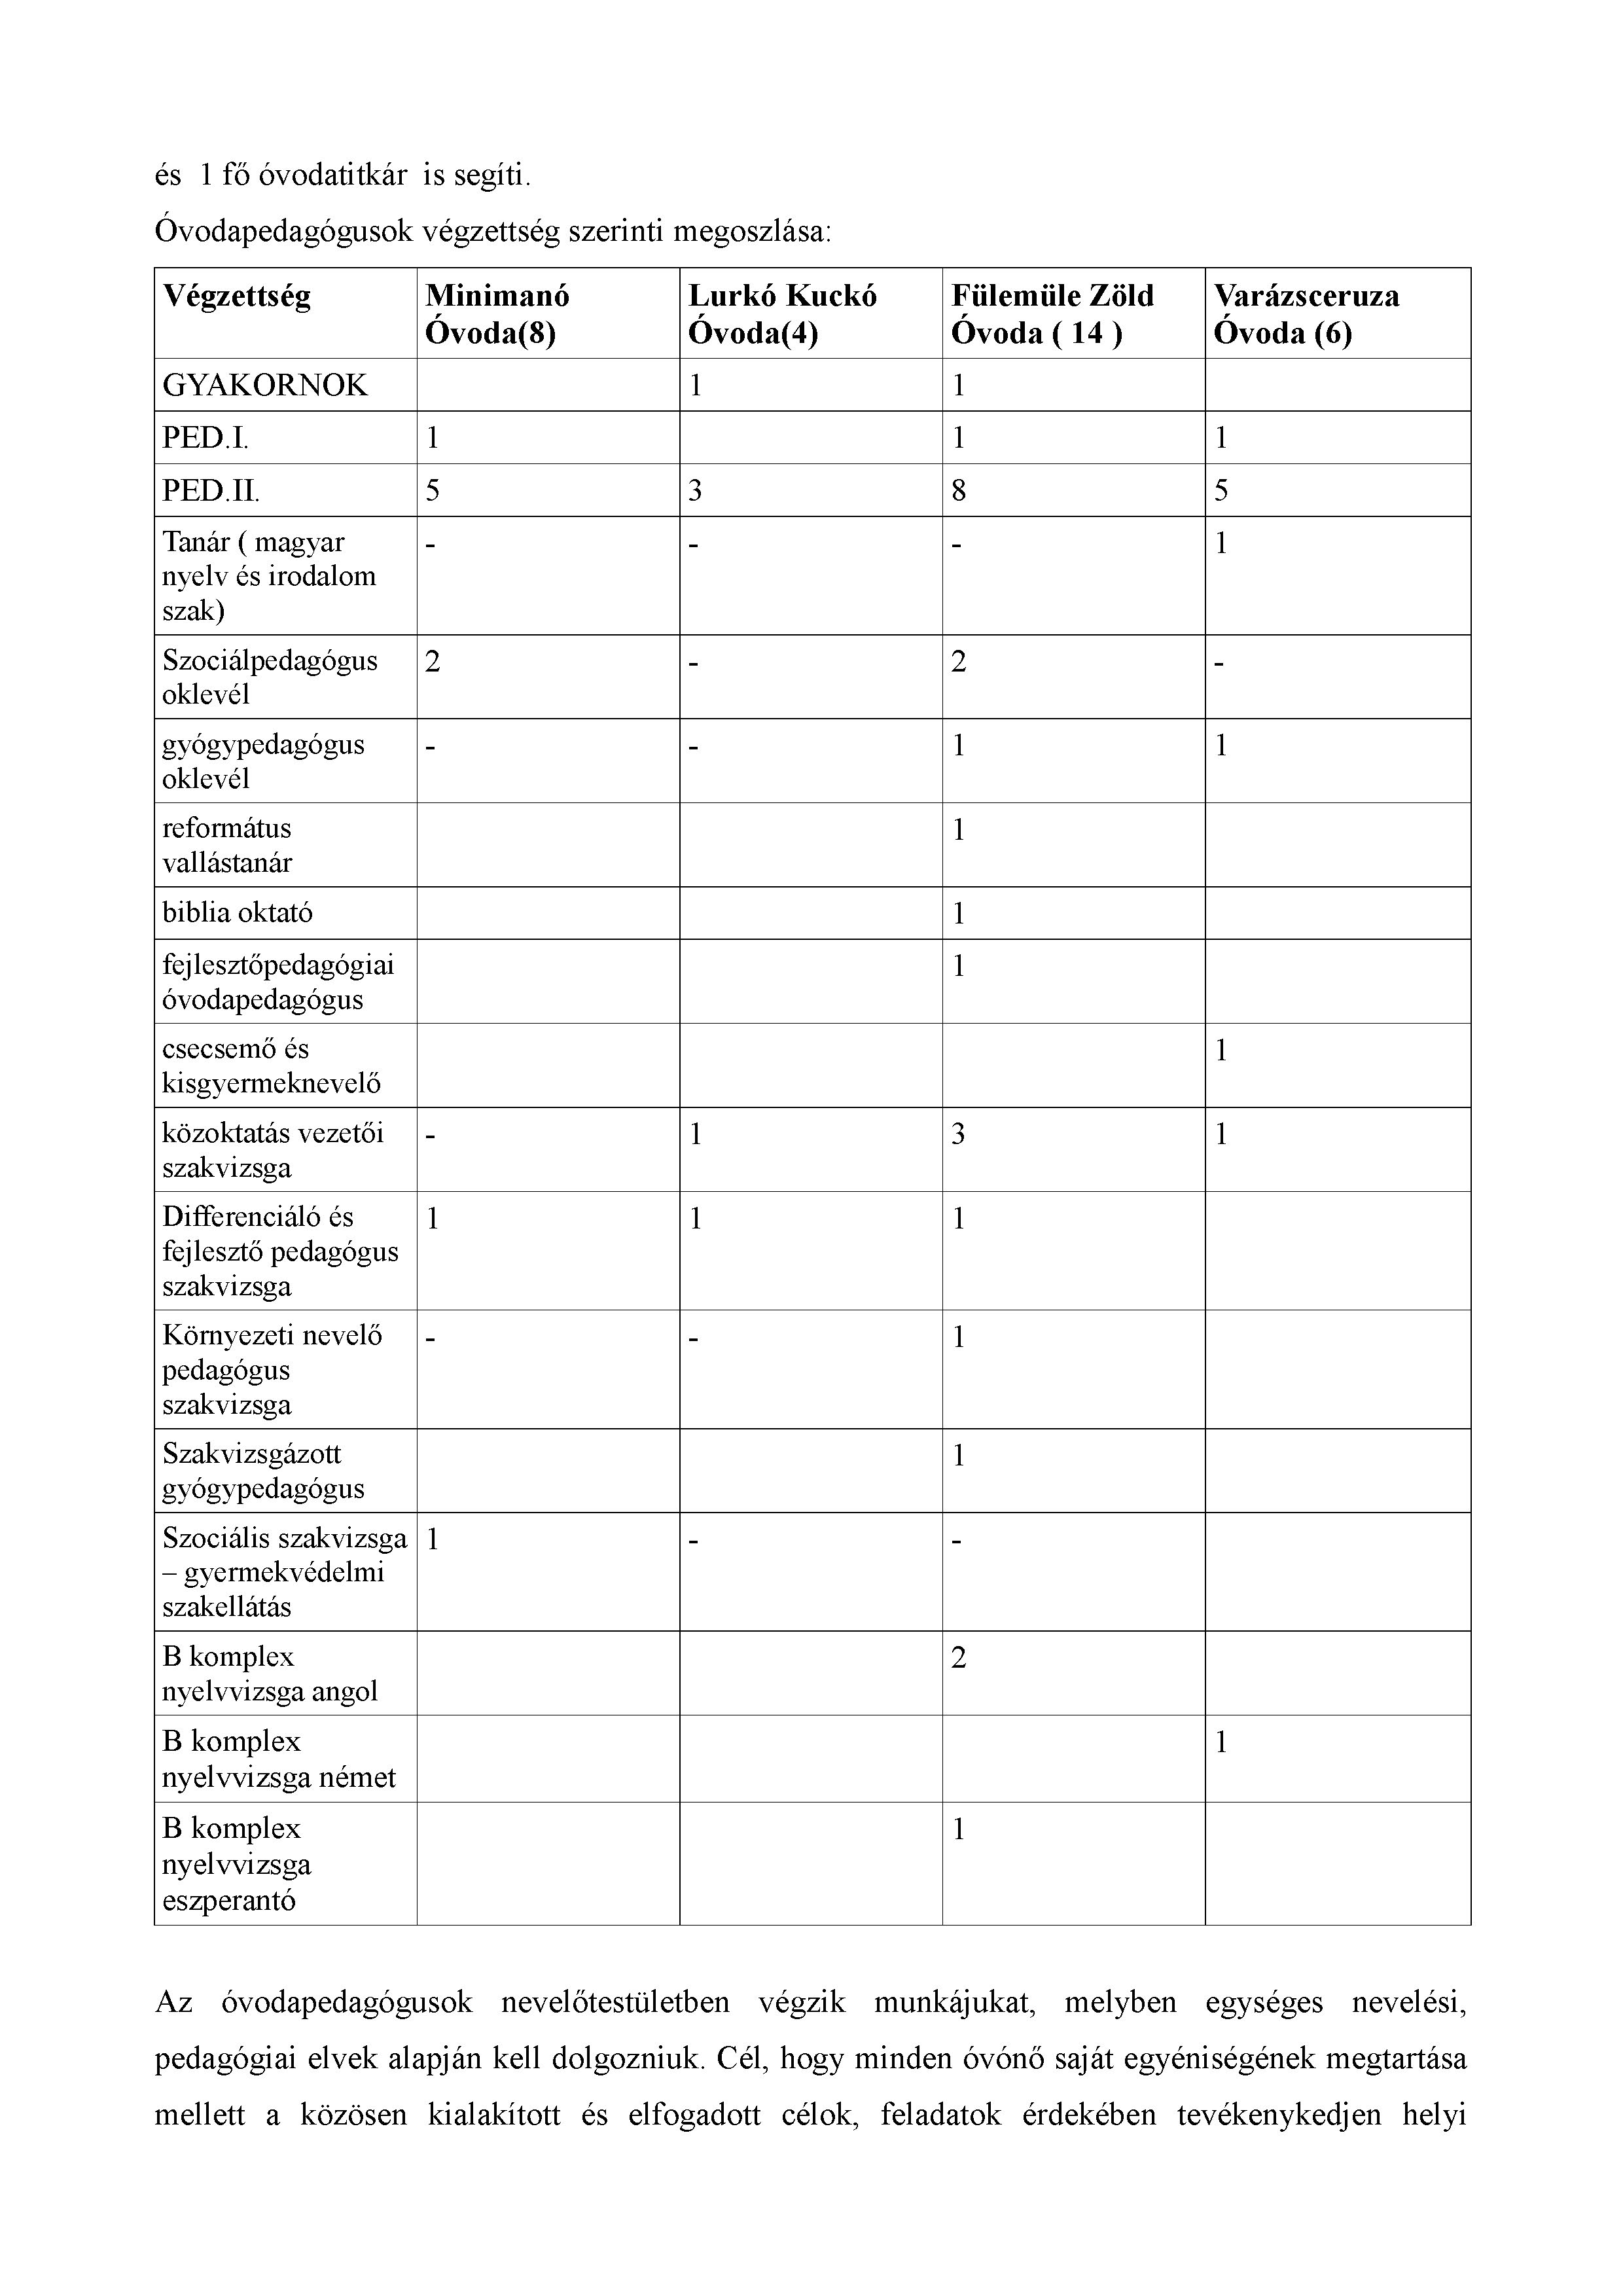 és 1 fő óvodatitkár is segíti.
Óvodapedagógusok végzettség szerinti megoszlása:
Végzettség Minimanó Lurkó Kuckó Fülemüle Zöld Varázsceruza
Óvoda(8) Óvoda(4) Óvoda ( 14 ) Óvoda (6)
GYAKORNOK 1 1
PED.I. 1 1 1
PED.II. 5 3 8 5
Tanár ( magyar - - - 1
nyelv és irodalom
szak)
Szociálpedagógus 2 - 2 -
oklevél
gyógypedagógus - - 1 1
oklevél
református 1
vallástanár
biblia oktató 1
fejlesztőpedagógiai 1
óvodapedagógus
csecsemő és 1
kisgyermeknevelő
közoktatás vezetői - 1 3 1
szakvizsga
Differenciáló és 1 1 1
fejlesztő pedagógus
szakvizsga
Környezeti nevelő - - 1
pedagógus
szakvizsga
Szakvizsgázott 1
gyógypedagógus
Szociális szakvizsga 1 - -
– gyermekvédelmi
szakellátás
B komplex 2
nyelvvizsga angol
B komplex 1
nyelvvizsga német
B komplex 1
nyelvvizsga
eszperantó
Az óvodapedagógusok nevelőtestületben végzik munkájukat, melyben egységes nevelési,
pedagógiai elvek alapján kell dolgozniuk. Cél, hogy minden óvónő saját egyéniségének megtartása
mellett a közösen kialakított és elfogadott célok, feladatok érdekében tevékenykedjen helyi